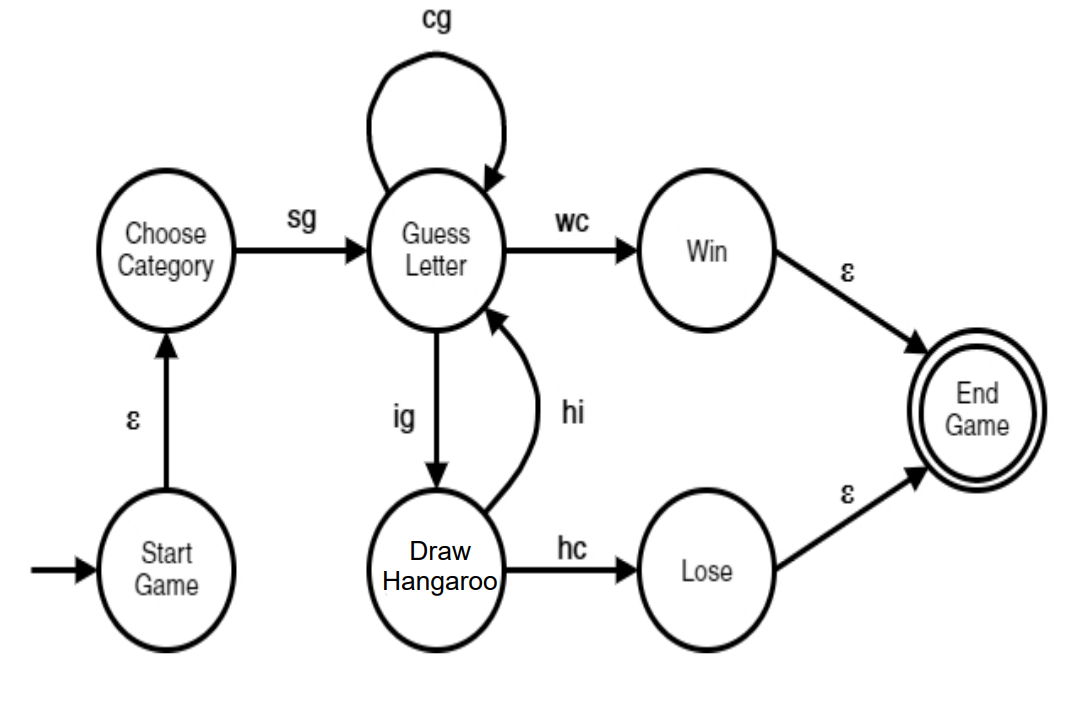 cg
Choose
Category
sg
Guess
Letter
wc
Win
ε
ε
ig
hi
End
Game
Start
Game
Draw
Hangaroo
hc
Lose
ε